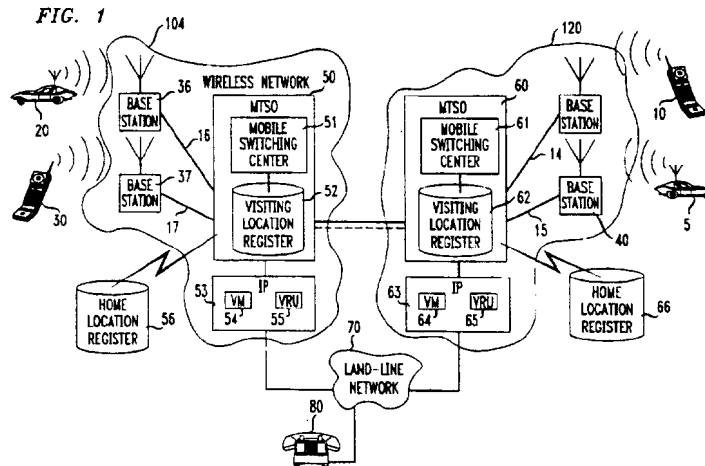 FIG. 1
104
120
WIRELESS NETWORK
50
60
36
BASE
STATION
20
16
MTSO
51
MOBILE
SWITCHING
CENTER
MTSO
61
MOBILE
SWITCHING
CENTER
14
BASE
STATION
10
37
BASE
STATION
30
17
52
VISITING
LOCATION
REGISTER
62
VISITING
LOCATION
REGISTER
15
BASE
STATION
40
5
HOME
LOCATION
REGISTER
56
53
IP
VM
54
VRU
55
63
IP
VM
64
VRU
65
HOME
LOCATION
REGISTER
66
70
LAND-LINE
NETWORK
80